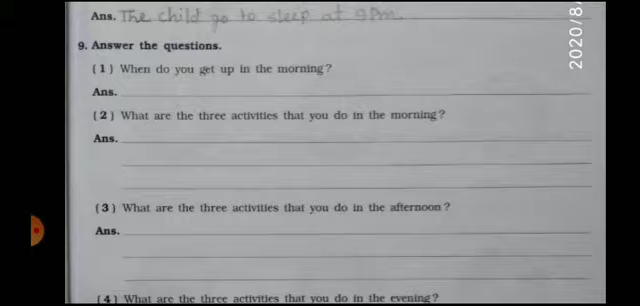 Ans. The child go to sleep at 9Pm.
9. Answer the questions.
( 1 ) When do you get up in the morning?
Ans.
( 2 ) What are the three activities that you do in the morning?
Ans.
( 3 ) What are the three activities that you do in the afternoon?
Ans.
( 4 ) What are the three activities that you do in the evening?
2020/8/